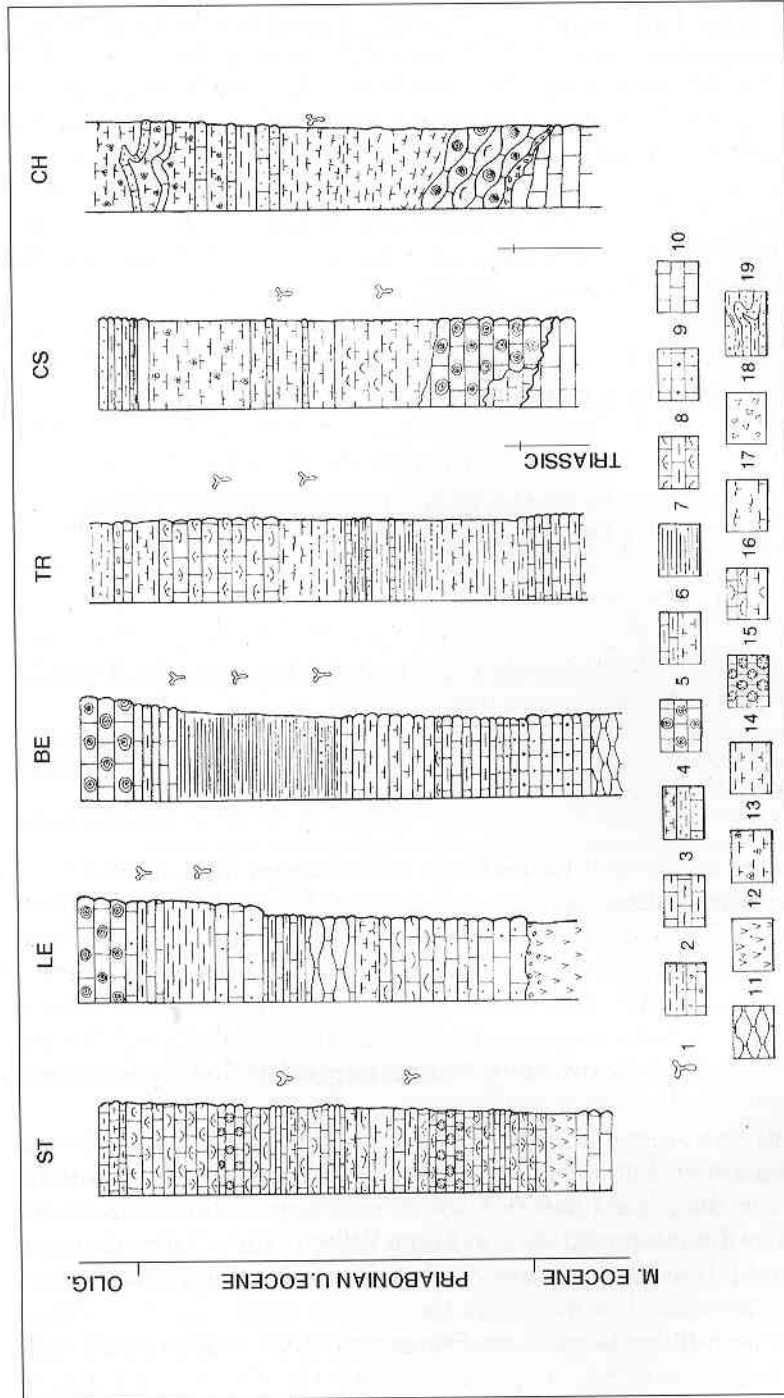 ST LE BE TR CS CH
OLIG.
PRIABONIAN U.EOCENE
M.EOCENE
TRIASSIC
1 2 3 4 5 6 7 8 9 10
11 12 13 14 15 16 17 18 19